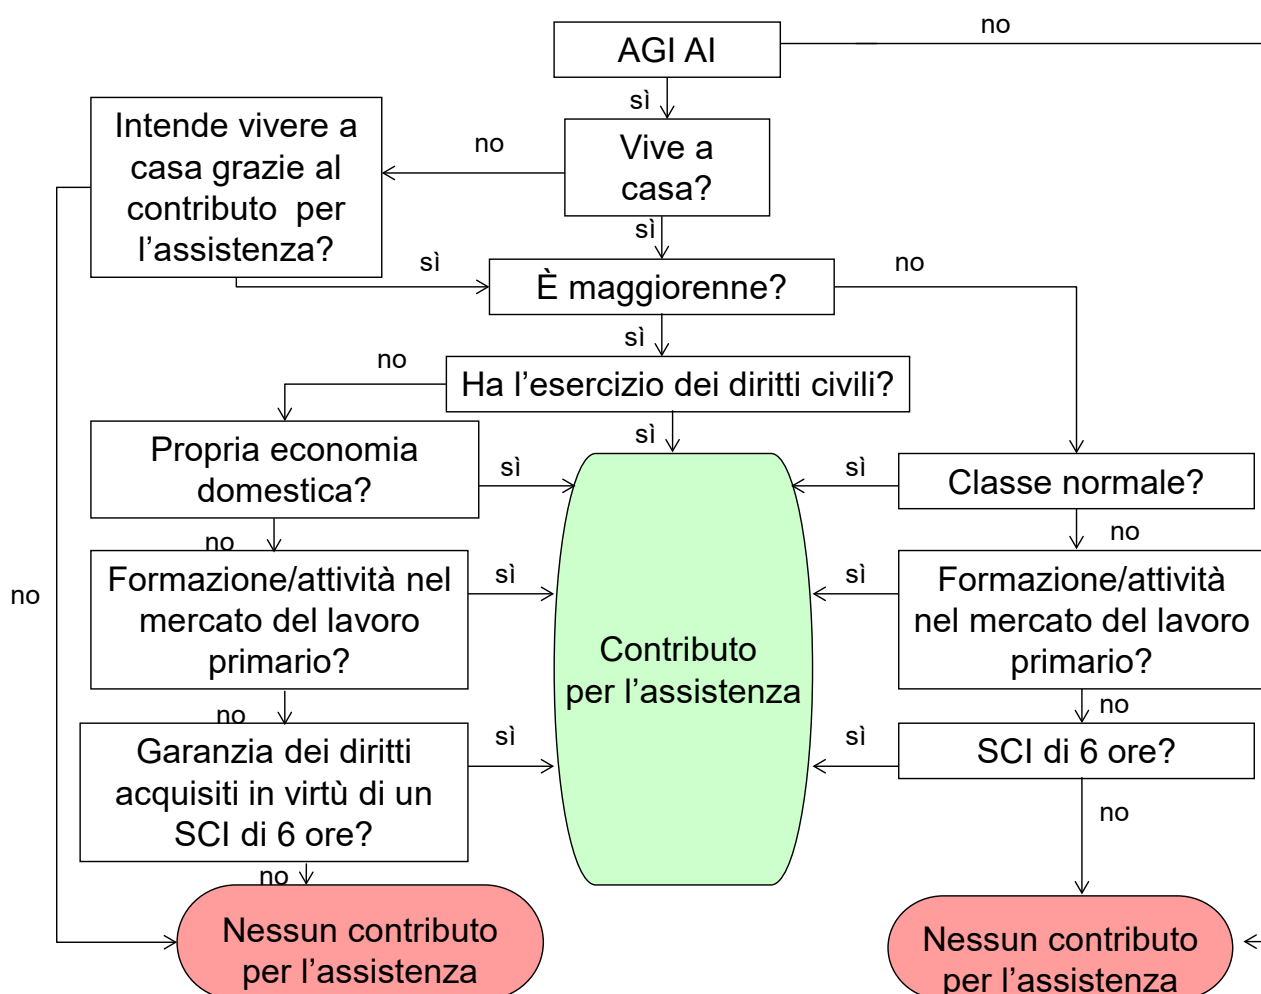 no
AGI AI
sì
Intende vivere a
casa grazie al
contributo per
l'assistenza?
no
Vive a
casa?
sì
sì
È maggiorenne?
no
sì
no
Ha l'esercizio dei diritti civili?
sì
Propria economia
domestica?
sì
sì
Classe normale?
no
no
Formazione/attività nel
mercato del lavoro
primario?
sì
Contributo
per l'assistenza
sì
Formazione/attività
nel mercato del lavoro
primario?
no
no
no
Garanzia dei diritti
acquisiti in virtù di un
SCI di 6 ore?
sì
sì
SCI di 6 ore?
no
no
Nessun contributo
per l'assistenza
Nessun contributo
per l'assistenza